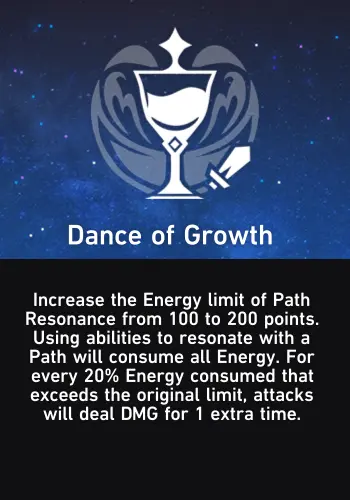 Dance of Growth
Increase the Energy limit of Path
Resonance from 100 to 200 points.
Using abilities to resonate with a
Path will consume all Energy. For
every 20% Energy consumed that
exceeds the original limit, attacks
will deal DMG for 1 extra time.